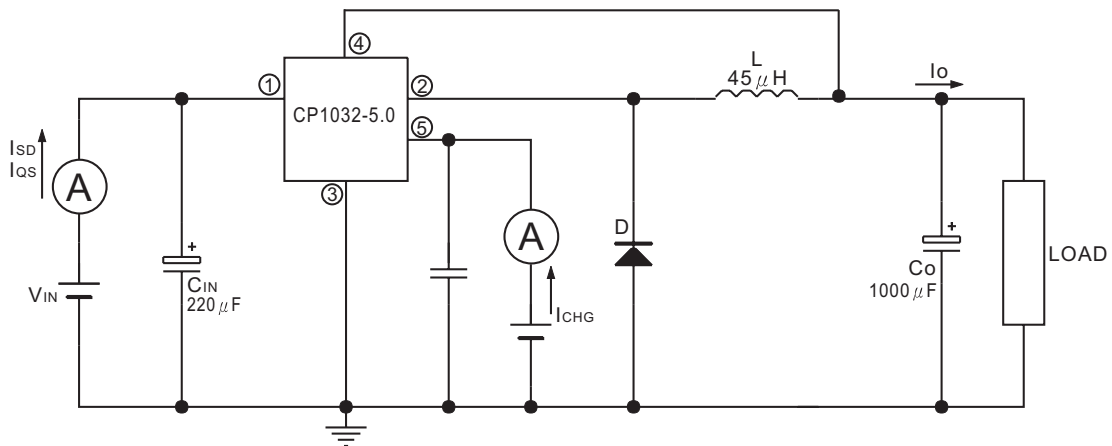 ④
L
Io
①
②
45μH
CP1032-5.0
⑤
ISD
IQS
A
③
A
D
+
+
LOAD
CIN
Co
VIN
220μF
1000μF
ICHG